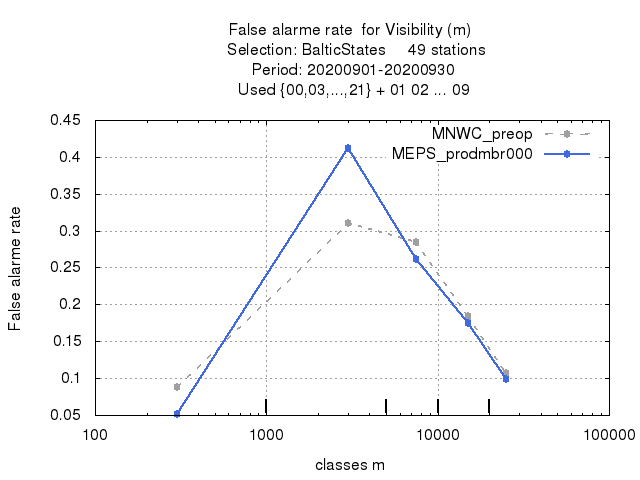 False alarme rate  for Visibility (m)
Selection: BalticStates     49 stations
Period: 20200901-20200930
Used {00,03,...,21} + 01 02 ... 09
MNWC_preop
MEPS_prodmbr000
False alarme rate
0.45
0.4
0.35
0.3
0.25
0.2
0.15
0.1
0.05
100 1000 10000 100000
classes m